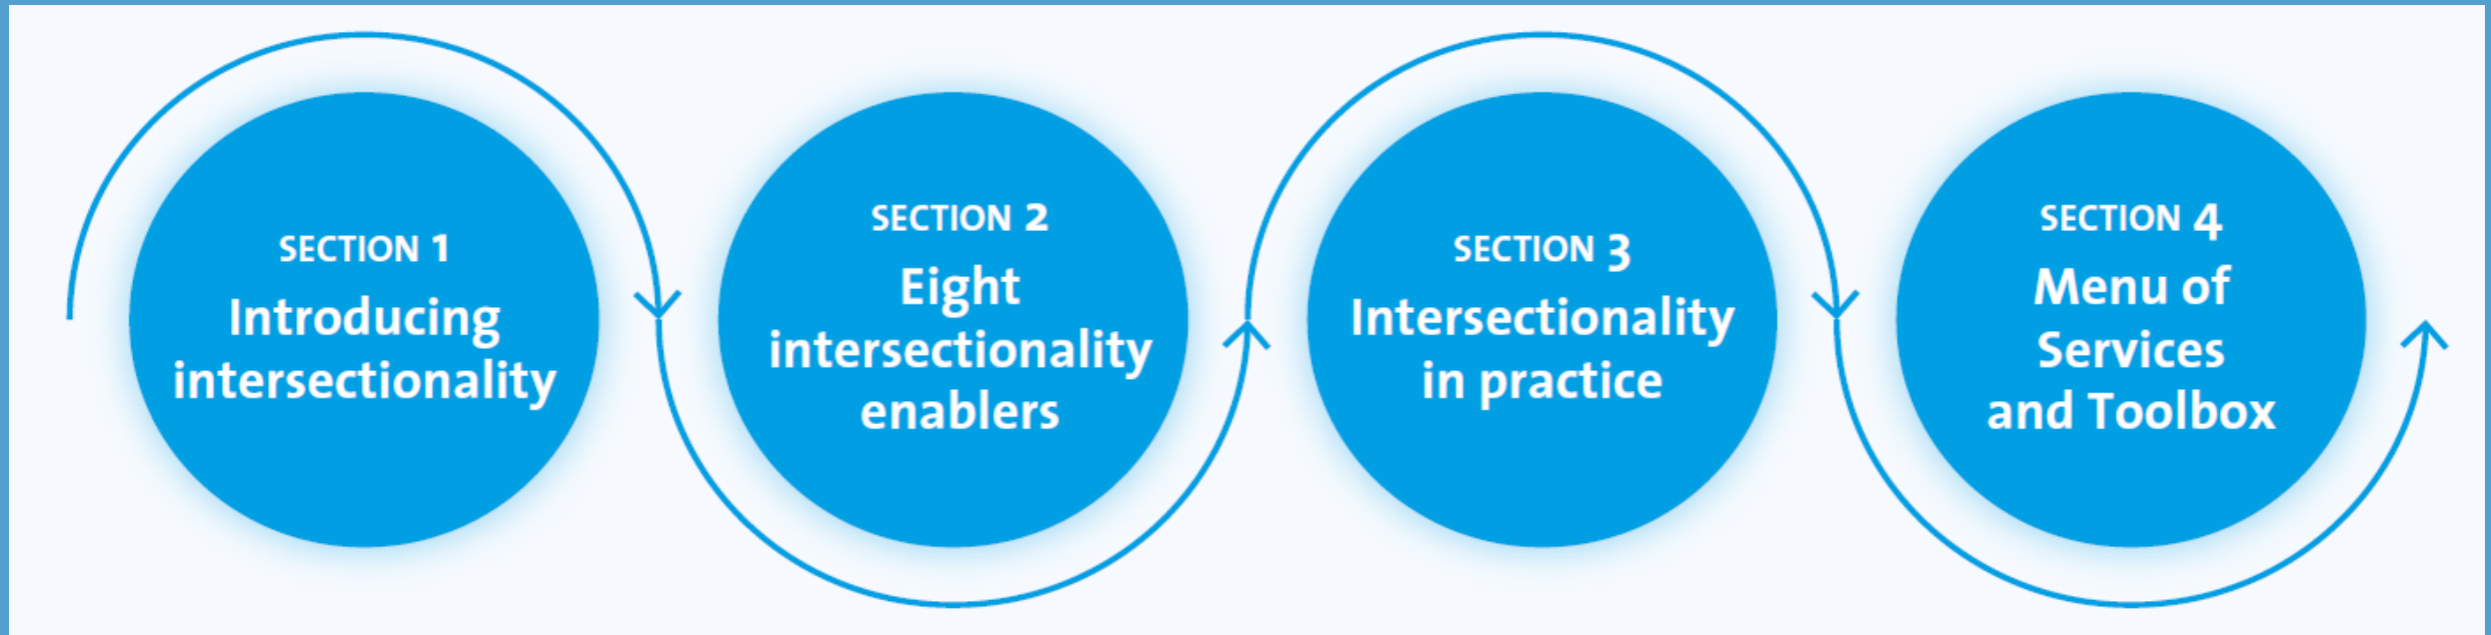 SECTION 1
Introducing
intersectionality
SECTION 2
Eight
intersectionality
enablers
SECTION 3
Intersectionality
in practice
SECTION 4
Menu of
Services
and Toolbox